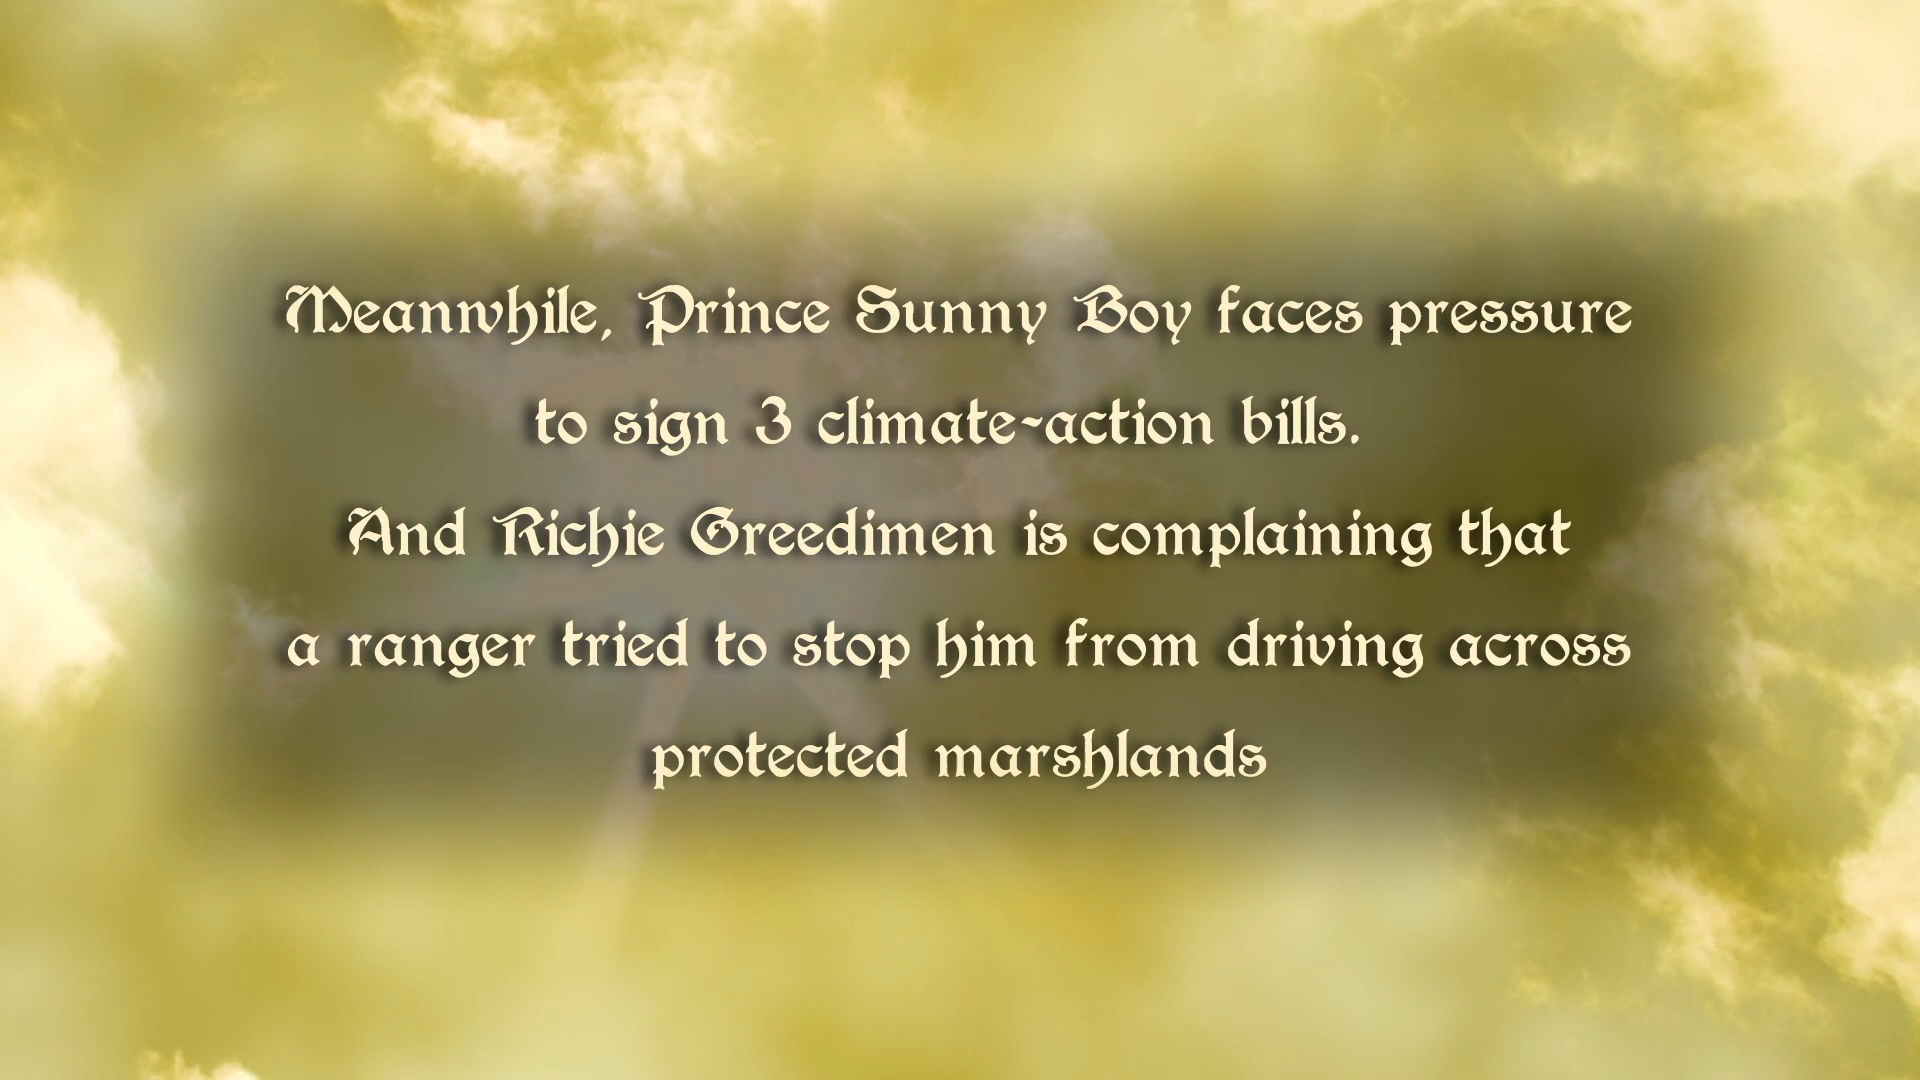 Meanwhile, Prince Sunny Boy faces pressure
to sign 3 climate-action bills.
And Richie Greedimen is complaining that
a ranger tried to stop him from driving across
protected marshlands